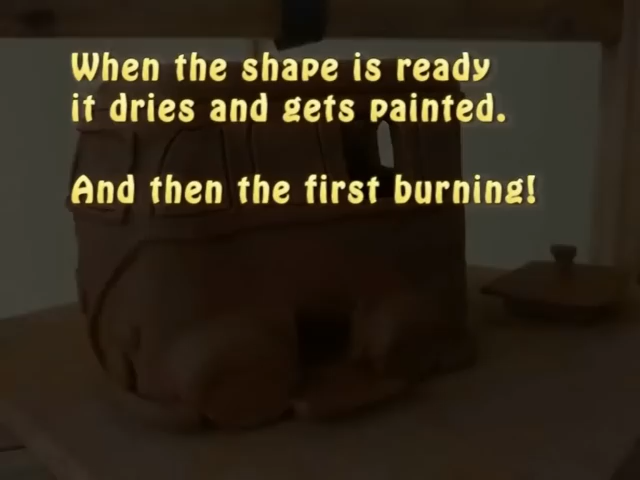 When the shape is ready
it dries and gets painted.
And then the first burning!